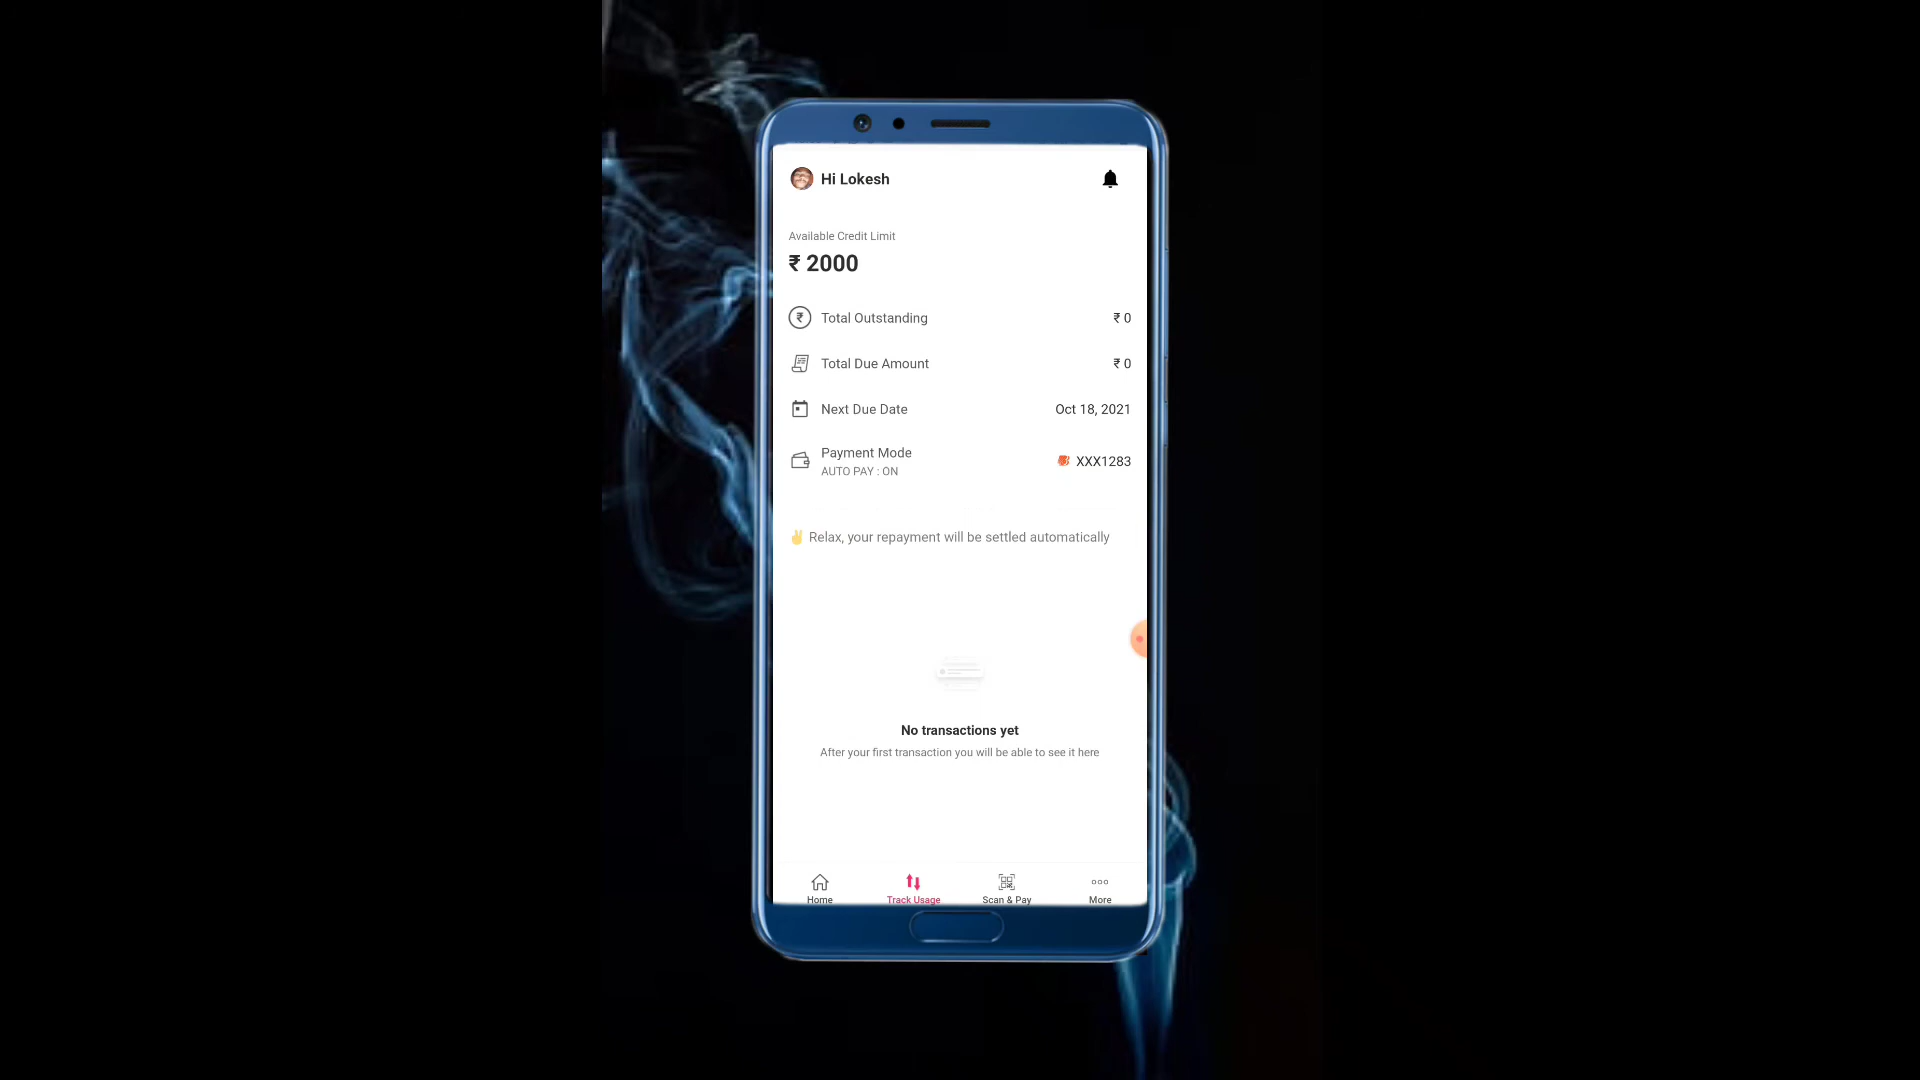 Hi Lokesh
Available Credit Limit
₹ 2000
Total Outstanding ₹ 0
Total Due Amount ₹ 0
Next Due Date Oct 18, 2021
Payment Mode XXX1283
AUTO PAY : ON
✌ Relax, your repayment will be settled automatically
No transactions yet
After your first transaction you will be able to see it here
Home Track Usage Scan & Pay More